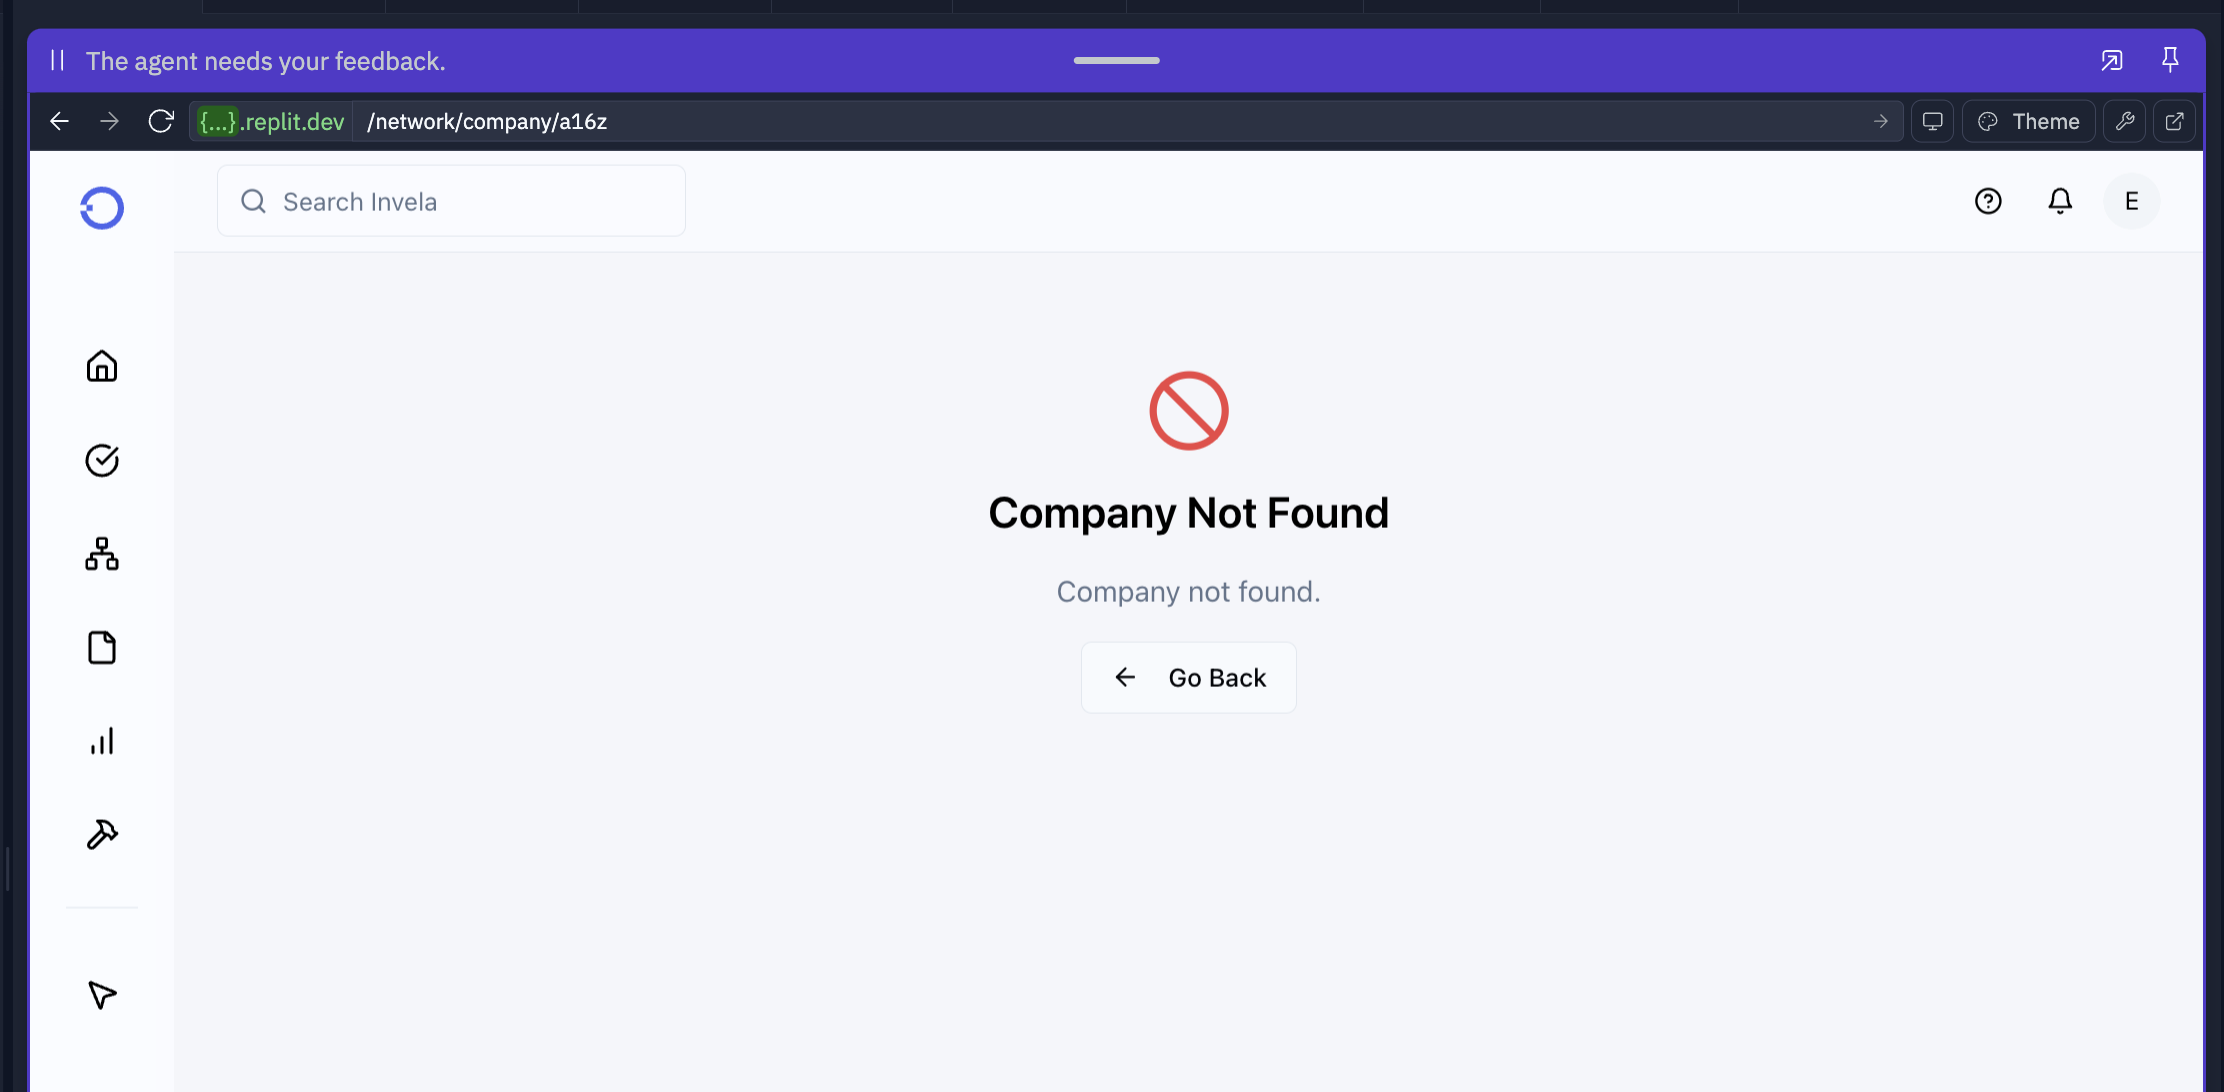 The agent needs your feedback.
{...}.replit.dev /network/company/a16z
Theme
Search Invela
E
Company Not Found
Company not found.
Go Back